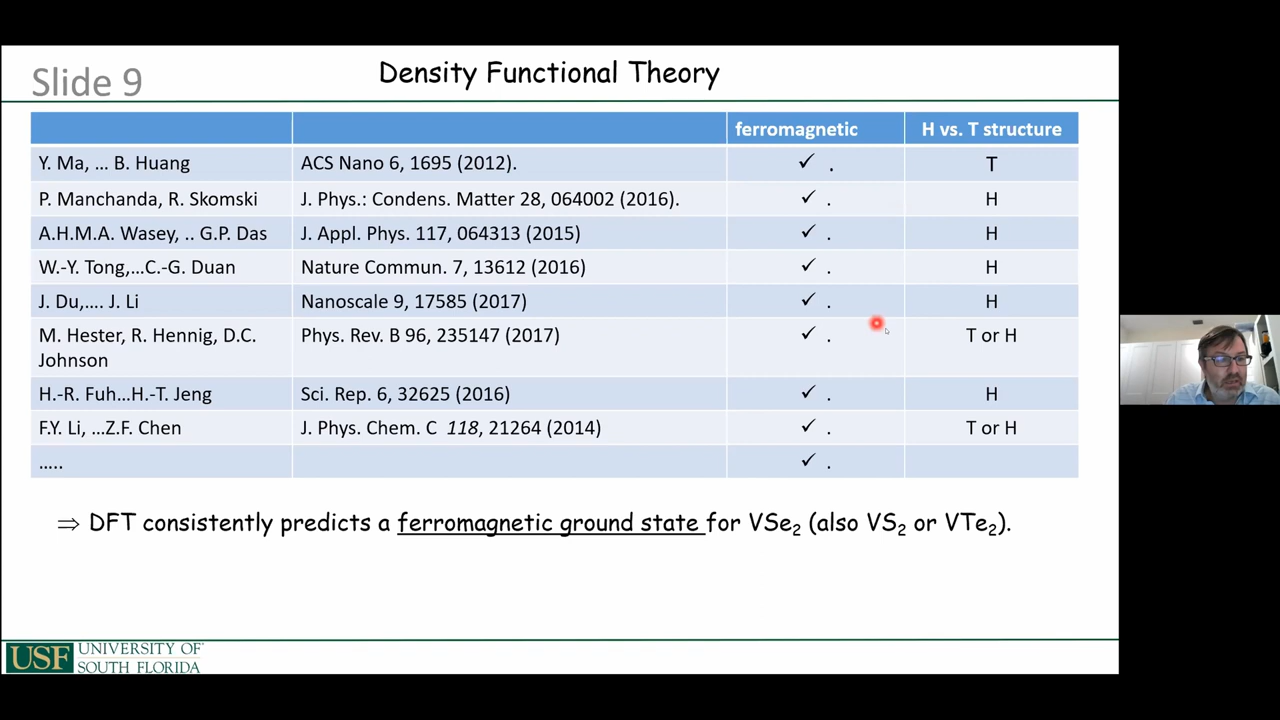 Slide 9
Density Functional Theory
ferromagnetic H vs. T structure
Y. Ma, … B. Huang ACS Nano 6, 1695 (2012). ✓ . T
P. Manchanda, R. Skomski J. Phys.: Condens. Matter 28, 064002 (2016). ✓ . H
A.H.M.A. Wasey, .. G.P. Das J. Appl. Phys. 117, 064313 (2015) ✓ . H
W.-Y. Tong,…C.-G. Duan Nature Commun. 7, 13612 (2016) ✓ . H
J. Du,…. J. Li Nanoscale 9, 17585 (2017) ✓ . H
M. Hester, R. Hennig, D.C. Phys. Rev. B 96, 235147 (2017) ✓ . T or H
Johnson
H.-R. Fuh…H.-T. Jeng Sci. Rep. 6, 32625 (2016) ✓ . H
F.Y. Li, …Z.F. Chen J. Phys. Chem. C 118, 21264 (2014) ✓ . T or H
….. ✓ .
⇒ DFT consistently predicts a ferromagnetic ground state for VSe₂ (also VS₂ or VTe₂).
USF UNIVERSITY OF
SOUTH FLORIDA